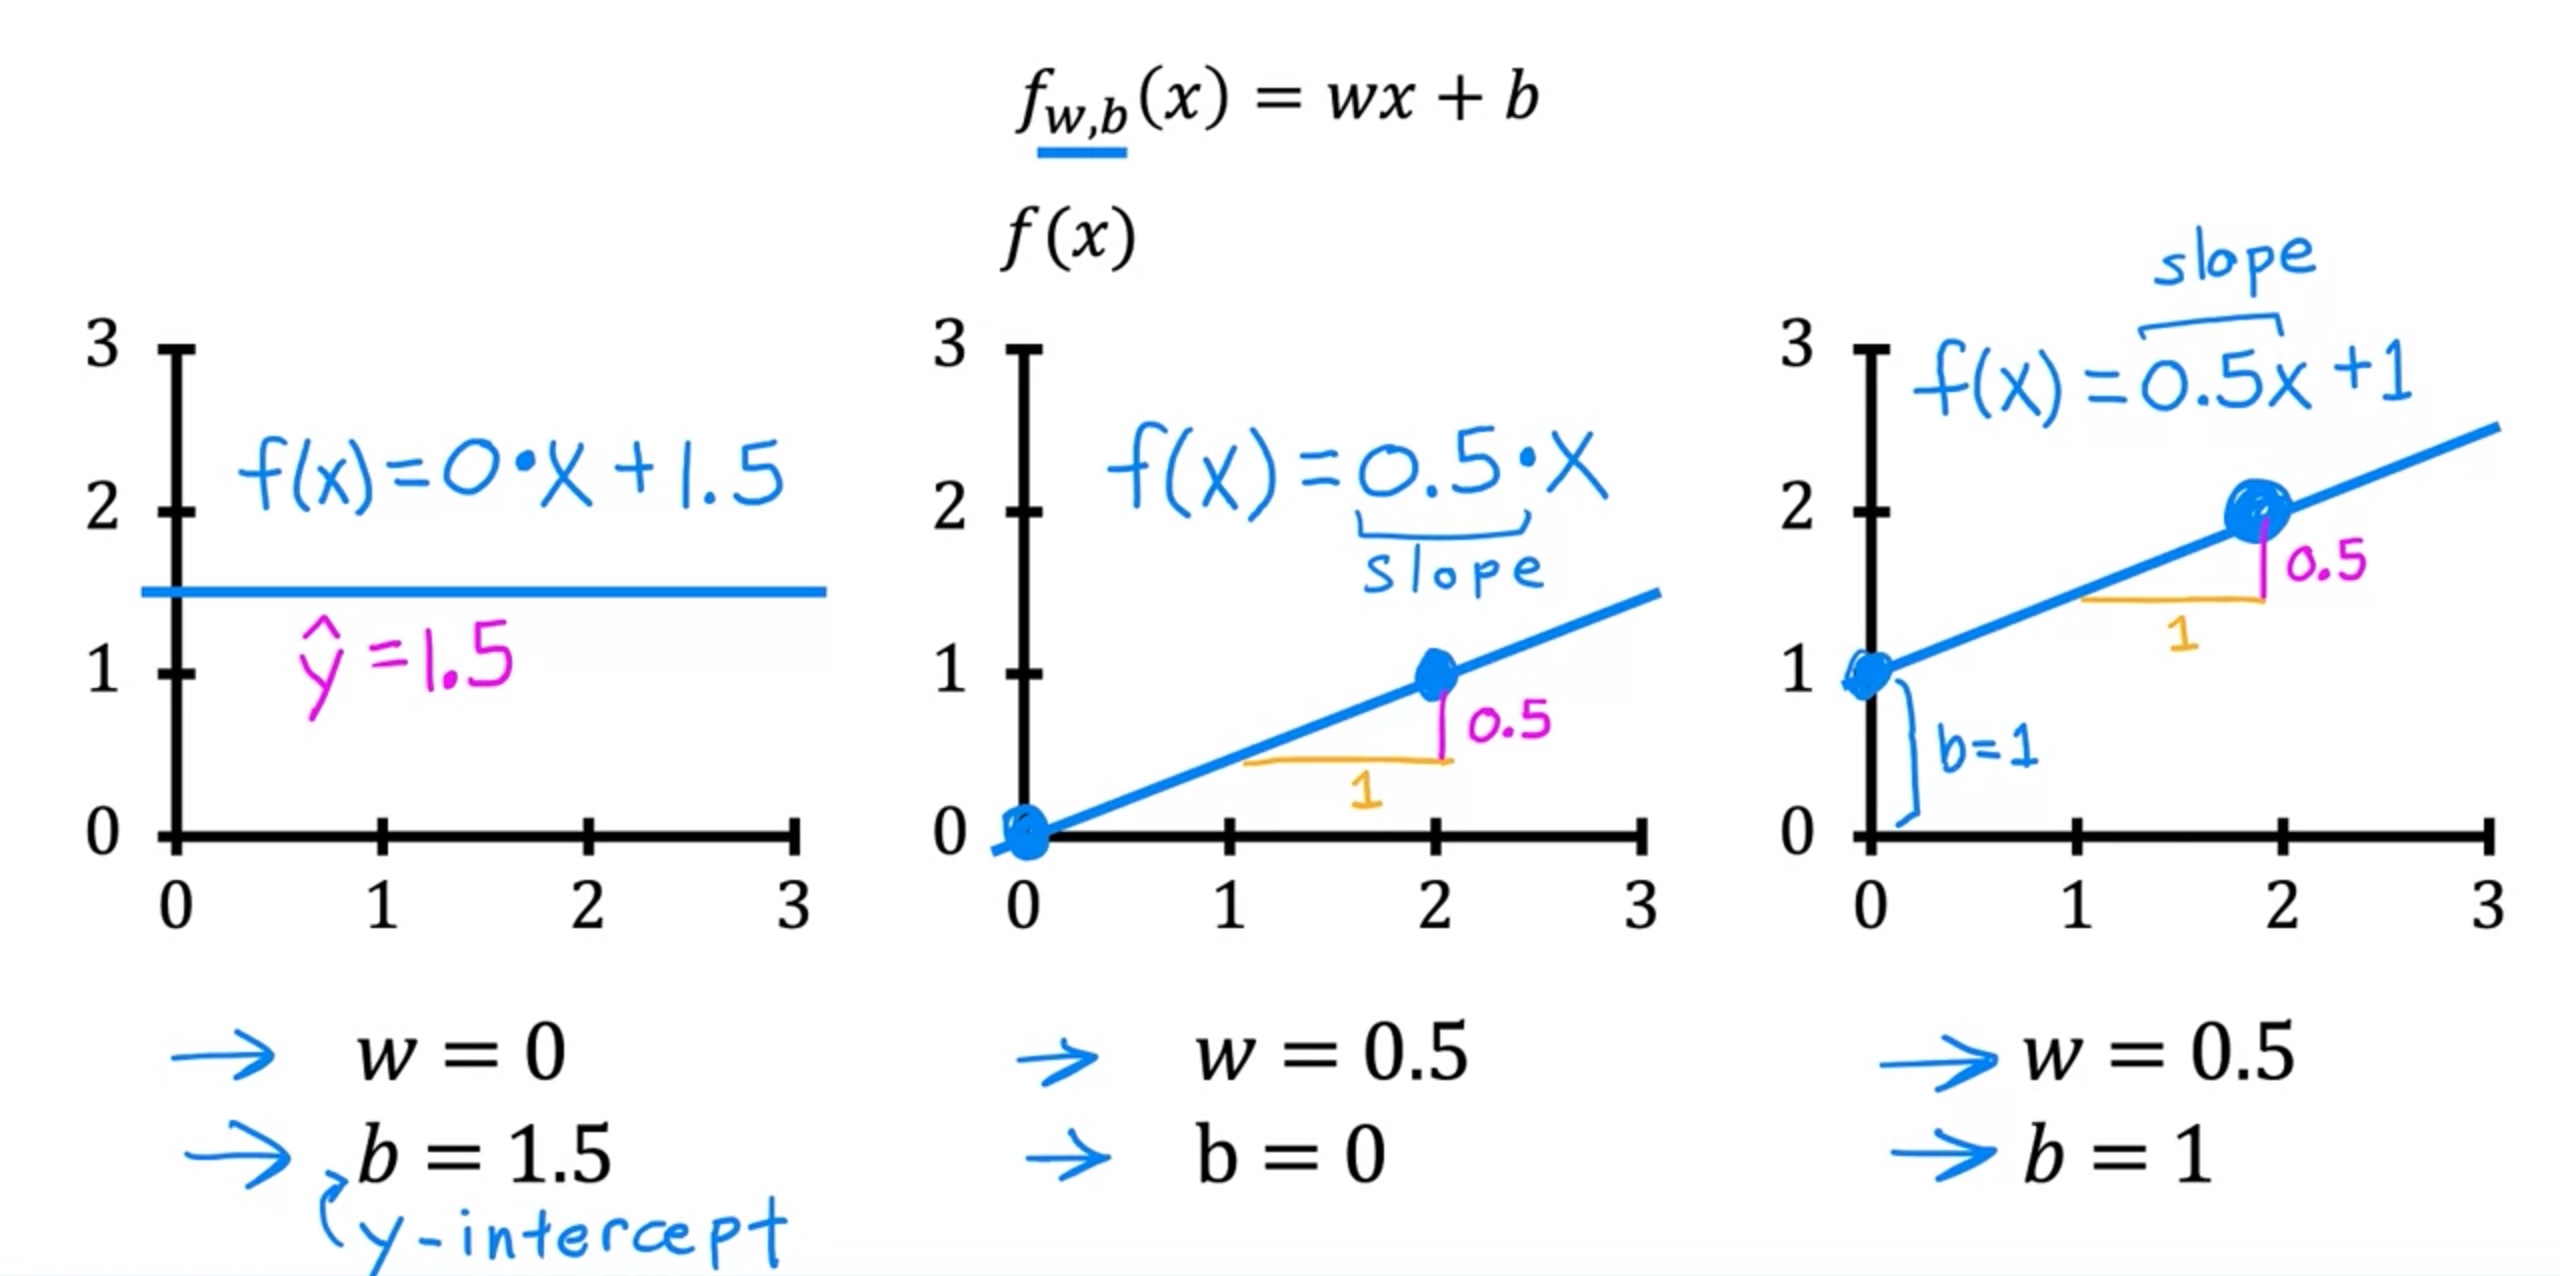 f_{w,b}(x) = wx + b
f(x)
3
2
1
0
0 1 2 3
f(x)=0·x+1.5
ŷ=1.5
w = 0
b = 1.5
y-intercept
3
2
1
0
0 1 2 3
f(x)=0.5·x
slope
0.5
1
w = 0.5
b = 0
slope
3
2
1
0
0 1 2 3
f(x)=0.5x+1
0.5
1
b=1
w = 0.5
b = 1